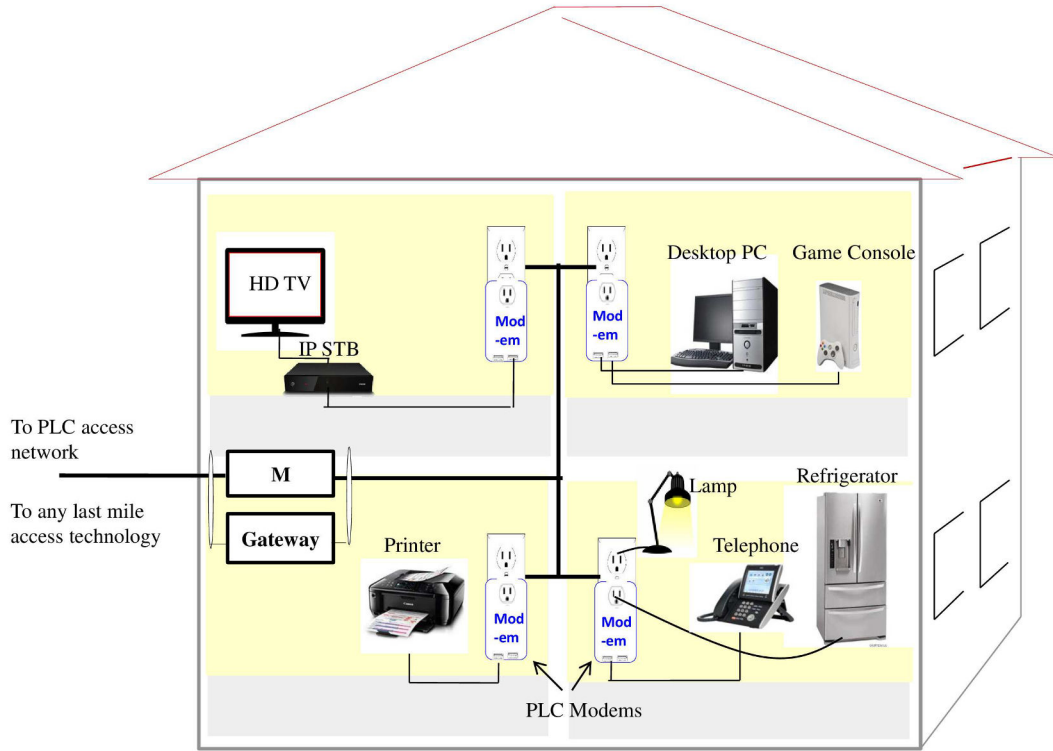 HD TV
IP STB
Mod
-em
Mod
-em
Desktop PC
Game Console
To PLC access
network
M
To any last mile
access technology
Gateway
Printer
Mod
-em
Lamp
Refrigerator
Telephone
Mod
-em
PLC Modems